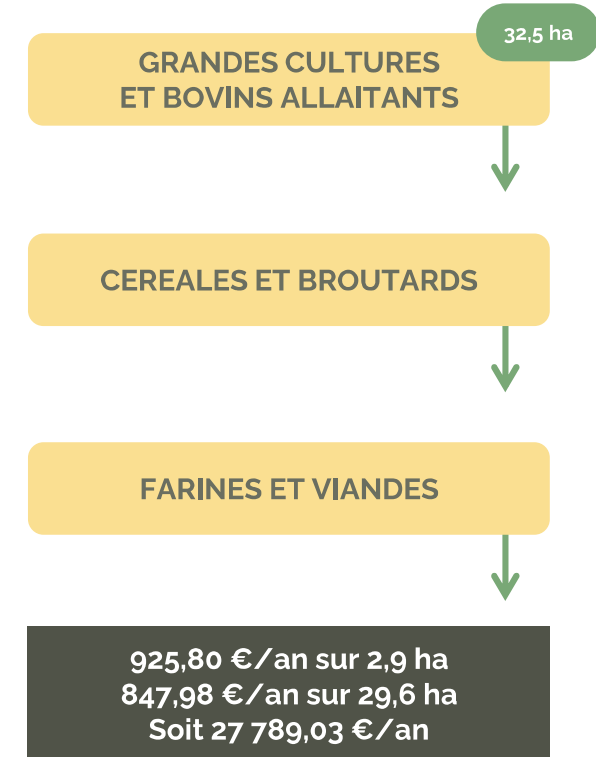 32,5 ha
GRANDES CULTURES
ET BOVINS ALLAITANTS
CEREALES ET BROUTARDS
FARINES ET VIANDES
925,80 €/an sur 2,9 ha
847,98 €/an sur 29,6 ha
Soit 27 789,03 €/an